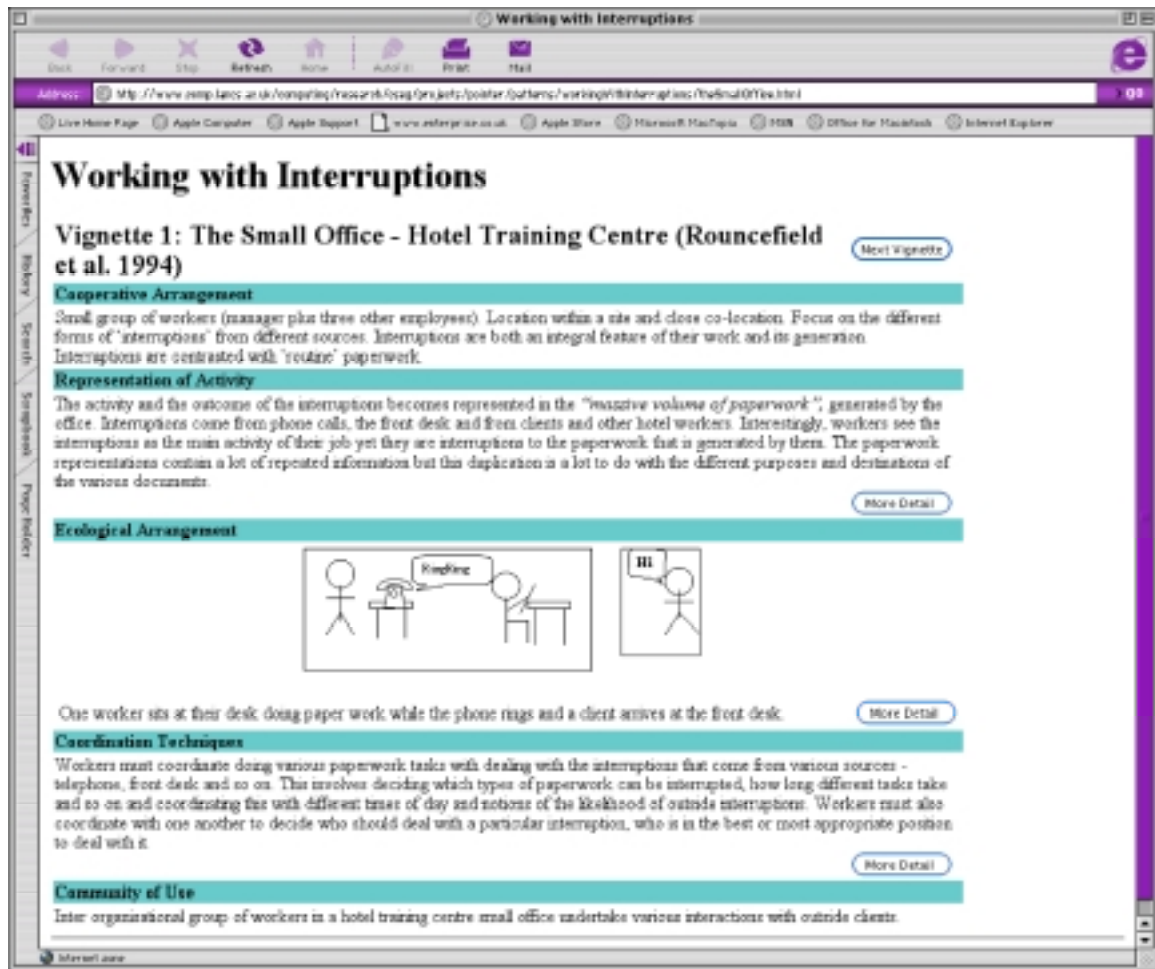 Working with Interruptions
Back Forward Stop Refresh Home AutoFill Print Mail
Address
Go
Live Home Page Apple Computer Apple Support www.enterprise.co.uk Apple Store Microsoft MacTopia MSN Office for Macintosh Internet Explorer
Favorites
History
Search
Scrapbook
Page Holder
Working with Interruptions
Vignette 1: The Small Office - Hotel Training Centre (Rouncefield
et al. 1994)
Next Vignette
Cooperative Arrangement
Small group of workers (manager plus three other employees). Location within a site and close co-location. Focus on the different
forms of 'interruptions' from different sources. Interruptions are both an integral feature of their work and its generation.
Interruptions are contrasted with 'routine' paperwork.
Representation of Activity
The activity and the outcome of the interruptions becomes represented in the "massive volume of paperwork", generated by the
office. Interruptions come from phone calls, the front desk and from clients and other hotel workers. Interestingly, workers see the
interruptions as the main activity of their job yet they are interruptions to the paperwork that is generated by them. The paperwork
representations contain a lot of repeated information but this duplication is a lot to do with the different purposes and destinations of
the various documents.
More Detail
Ecological Arrangement
RingRing
Hi
One worker sits at their desk doing paper work while the phone rings and a client arrives at the front desk.
More Detail
Coordination Techniques
Workers must coordinate doing various paperwork tasks with dealing with the interruptions that come from various sources -
telephone, front desk and so on. This involves deciding which types of paperwork can be interrupted, how long different tasks take
and so on and coordinating this with different times of day and notions of the likelihood of outside interruptions. Workers must also
coordinate with one another to decide who should deal with a particular interruption, who is in the best or most appropriate position
to deal with it.
More Detail
Community of Use
Inter organisational group of workers in a hotel training centre small office undertake various interactions with outside clients.
Internet zone